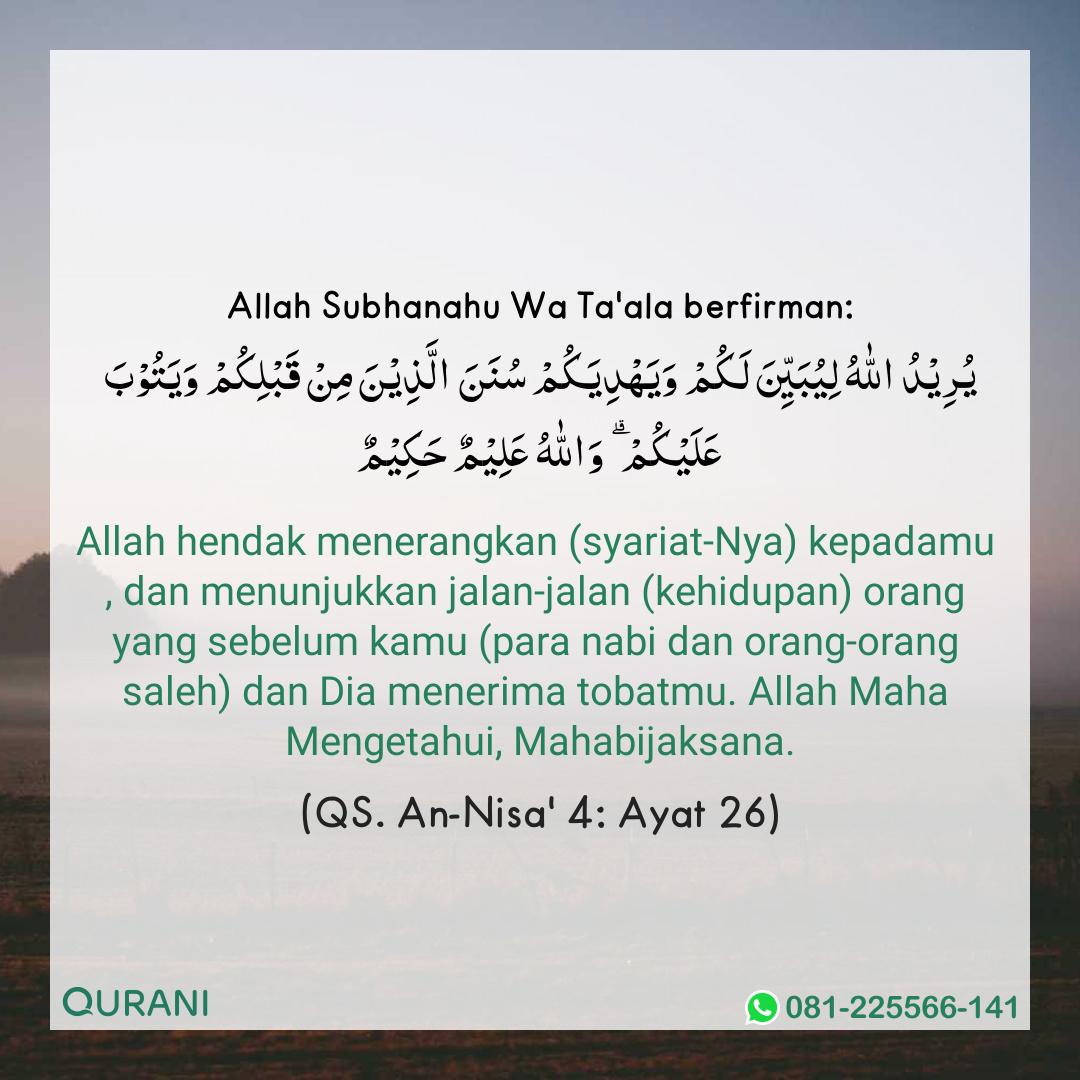 Allah Subhanahu Wa Ta'ala berfirman:
يُرِيْدُ اللّٰهُ لِيُبَيِّنَ لَـكُمْ وَيَهْدِيَكُمْ سُنَنَ الَّذِيْنَ مِنْ قَبْلِكُمْ وَيَتُوْبَ
عَلَيْكُمْ ۗ وَا للّٰهُ عَلِيْمٌ حَكِيْمٌ
Allah hendak menerangkan (syariat-Nya) kepadamu
, dan menunjukkan jalan-jalan (kehidupan) orang
yang sebelum kamu (para nabi dan orang-orang
saleh) dan Dia menerima tobatmu. Allah Maha
Mengetahui, Mahabijaksana.
(QS. An-Nisa' 4: Ayat 26)
QURANI
081-225566-141